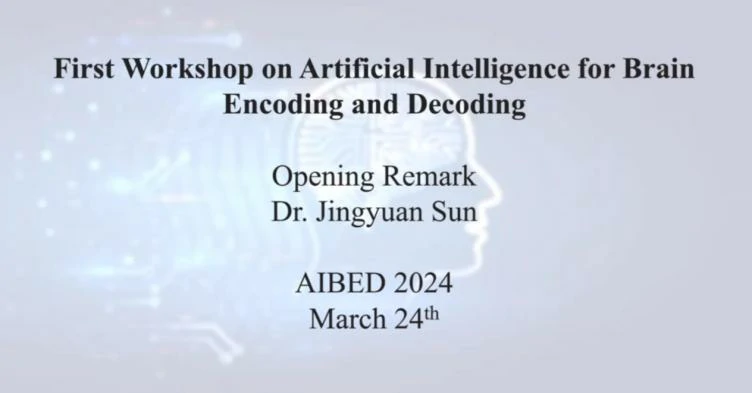 First Workshop on Artificial Intelligence for Brain
Encoding and Decoding
Opening Remark
Dr. Jingyuan Sun
AIBED 2024
March 24th